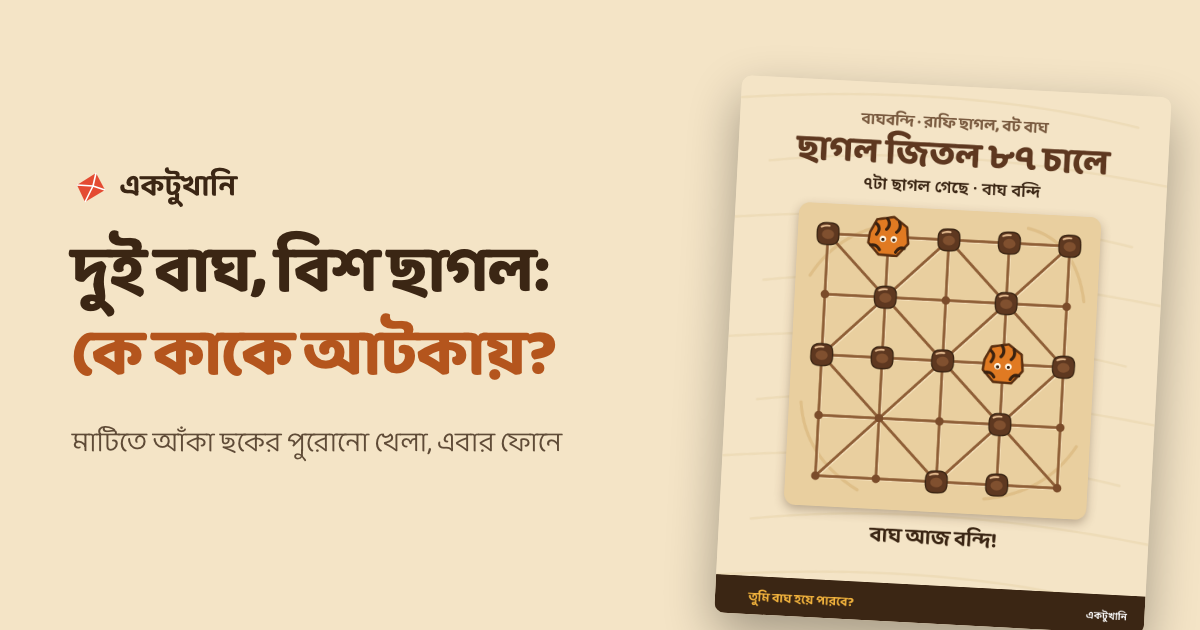 একটুখানি
দুই বাঘ, বিশ ছাগল:
কে কাকে আটকায়?
মাটিতে আঁকা ছকের পুরোনো খেলা, এবার ফোনে
বাঘবন্দি · রাফি ছাগল, বট বাঘ
ছাগল জিতল ৮৭ চালে
৭টা ছাগল গেছে · বাঘ বন্দি
বাঘ আজ বন্দি!
তুমি বাঘ হয়ে পারবে?
একটুখানি